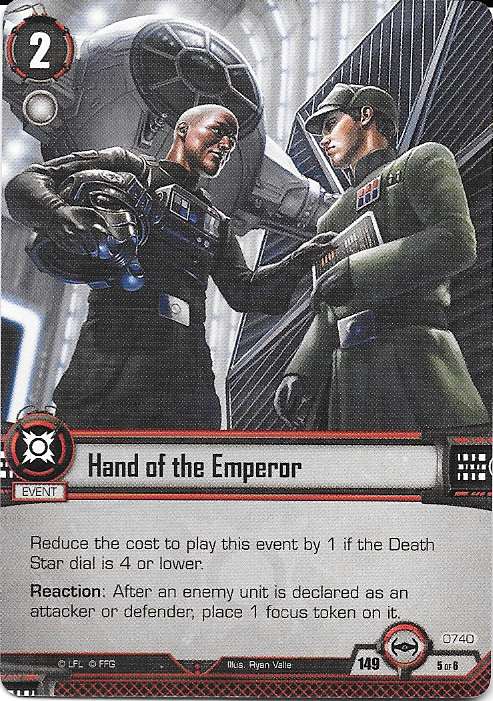 2
Hand of the Emperor
EVENT
Reduce the cost to play this event by 1 if the Death
Star dial is 4 or lower.
Reaction: After an enemy unit is declared as an
attacker or defender, place 1 focus token on it.
0740
© LFL © FFG
Illus. Ryan Valle
149
5 OF 6